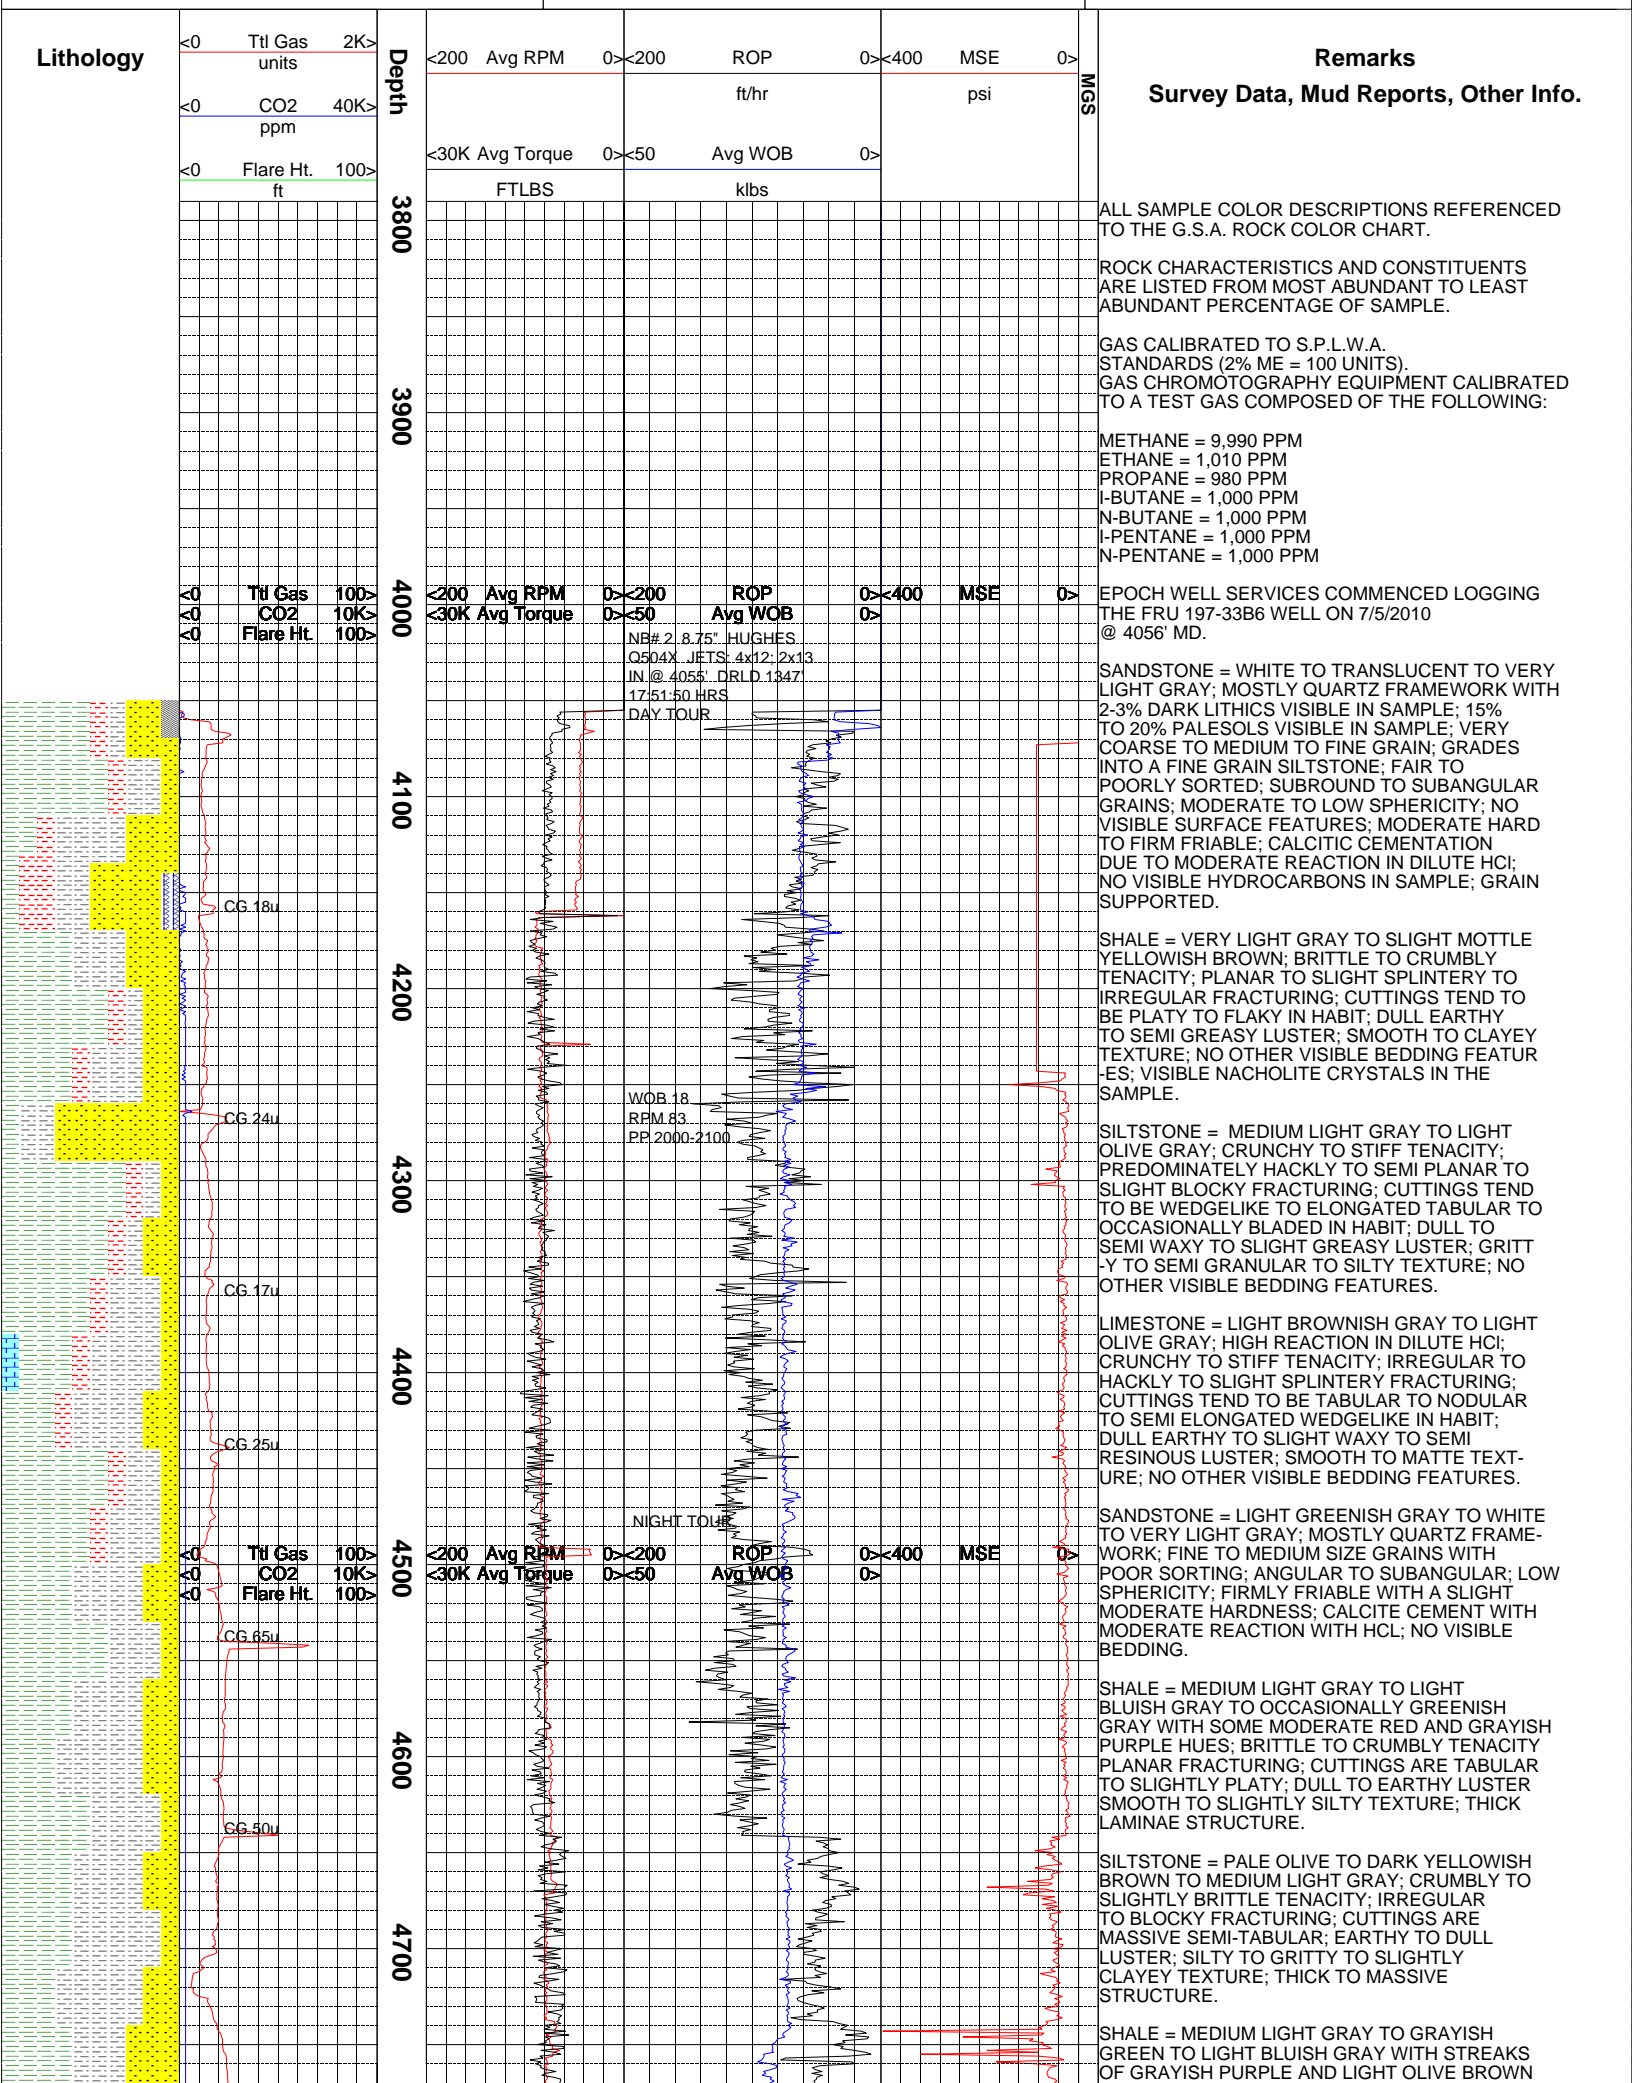 Lithology
<0 Ttl Gas 2K>
units
<0 CO2 40K>
ppm
<0 Flare Ht. 100>
ft
Depth
<200 Avg RPM 0>
<30K Avg Torque 0>
FTLBS
<200 ROP 0>
ft/hr
<50 Avg WOB 0>
klbs
<400 MSE 0>
psi
MGS
Remarks
Survey Data, Mud Reports, Other Info.
3800
3900
4000
4100
4200
4300
4400
4500
4600
4700
<0 Ttl Gas 100>
<0 CO2 10K>
<0 Flare Ht. 100>
<200 Avg RPM 0>
<30K Avg Torque 0>
<200 ROP 0>
<50 Avg WOB 0>
<400 MSE 0>
NB# 2 8.75" HUGHES
Q504X JETS: 4x12; 2x13
IN @ 4055' DRLD 1347'
17:51:50 HRS
DAY TOUR
CG 18u
CG 24u
WOB 18
RPM 83
PP 2000-2100
CG 17u
CG 25u
NIGHT TOUR
<0 Ttl Gas 100>
<0 CO2 10K>
<0 Flare Ht. 100>
<200 Avg RPM 0>
<30K Avg Torque 0>
<200 ROP 0>
<50 Avg WOB 0>
<400 MSE 0>
CG 65u
CG 50u
ALL SAMPLE COLOR DESCRIPTIONS REFERENCED
TO THE G.S.A. ROCK COLOR CHART.
ROCK CHARACTERISTICS AND CONSTITUENTS
ARE LISTED FROM MOST ABUNDANT TO LEAST
ABUNDANT PERCENTAGE OF SAMPLE.
GAS CALIBRATED TO S.P.L.W.A.
STANDARDS (2% ME = 100 UNITS).
GAS CHROMOTOGRAPHY EQUIPMENT CALIBRATED
TO A TEST GAS COMPOSED OF THE FOLLOWING:
METHANE = 9,990 PPM
ETHANE = 1,010 PPM
PROPANE = 980 PPM
I-BUTANE = 1,000 PPM
N-BUTANE = 1,000 PPM
I-PENTANE = 1,000 PPM
N-PENTANE = 1,000 PPM
EPOCH WELL SERVICES COMMENCED LOGGING
THE FRU 197-33B6 WELL ON 7/5/2010
@ 4056' MD.
SANDSTONE = WHITE TO TRANSLUCENT TO VERY
LIGHT GRAY; MOSTLY QUARTZ FRAMEWORK WITH
2-3% DARK LITHICS VISIBLE IN SAMPLE; 15%
TO 20% PALESOLS VISIBLE IN SAMPLE; VERY
COARSE TO MEDIUM TO FINE GRAIN; GRADES
INTO A FINE GRAIN SILTSTONE; FAIR TO
POORLY SORTED; SUBROUND TO SUBANGULAR
GRAINS; MODERATE TO LOW SPHERICITY; NO
VISIBLE SURFACE FEATURES; MODERATE HARD
TO FIRM FRIABLE; CALCITIC CEMENTATION
DUE TO MODERATE REACTION IN DILUTE HCl;
NO VISIBLE HYDROCARBONS IN SAMPLE; GRAIN
SUPPORTED.
SHALE = VERY LIGHT GRAY TO SLIGHT MOTTLE
YELLOWISH BROWN; BRITTLE TO CRUMBLY
TENACITY; PLANAR TO SLIGHT SPLINTERY TO
IRREGULAR FRACTURING; CUTTINGS TEND TO
BE PLATY TO FLAKY IN HABIT; DULL EARTHY
TO SEMI GREASY LUSTER; SMOOTH TO CLAYEY
TEXTURE; NO OTHER VISIBLE BEDDING FEATUR
-ES; VISIBLE NACHOLITE CRYSTALS IN THE
SAMPLE.
SILTSTONE = MEDIUM LIGHT GRAY TO LIGHT
OLIVE GRAY; CRUNCHY TO STIFF TENACITY;
PREDOMINATELY HACKLY TO SEMI PLANAR TO
SLIGHT BLOCKY FRACTURING; CUTTINGS TEND
TO BE WEDGELIKE TO ELONGATED TABULAR TO
OCCASIONALLY BLADED IN HABIT; DULL TO
SEMI WAXY TO SLIGHT GREASY LUSTER; GRITT
-Y TO SEMI GRANULAR TO SILTY TEXTURE; NO
OTHER VISIBLE BEDDING FEATURES.
LIMESTONE = LIGHT BROWNISH GRAY TO LIGHT
OLIVE GRAY; HIGH REACTION IN DILUTE HCl;
CRUNCHY TO STIFF TENACITY; IRREGULAR TO
HACKLY TO SLIGHT SPLINTERY FRACTURING;
CUTTINGS TEND TO BE TABULAR TO NODULAR
TO SEMI ELONGATED WEDGELIKE IN HABIT;
DULL EARTHY TO SLIGHT WAXY TO SEMI
RESINOUS LUSTER; SMOOTH TO MATTE TEXT-
URE; NO OTHER VISIBLE BEDDING FEATURES.
SANDSTONE = LIGHT GREENISH GRAY TO WHITE
TO VERY LIGHT GRAY; MOSTLY QUARTZ FRAME-
WORK; FINE TO MEDIUM SIZE GRAINS WITH
POOR SORTING; ANGULAR TO SUBANGULAR; LOW
SPHERICITY; FIRMLY FRIABLE WITH A SLIGHT
MODERATE HARDNESS; CALCITE CEMENT WITH
MODERATE REACTION WITH HCL; NO VISIBLE
BEDDING.
SHALE = MEDIUM LIGHT GRAY TO LIGHT
BLUISH GRAY TO OCCASIONALLY GREENISH
GRAY WITH SOME MODERATE RED AND GRAYISH
PURPLE HUES; BRITTLE TO CRUMBLY TENACITY
PLANAR FRACTURING; CUTTINGS ARE TABULAR
TO SLIGHTLY PLATY; DULL TO EARTHY LUSTER
SMOOTH TO SLIGHTLY SILTY TEXTURE; THICK
LAMINAE STRUCTURE.
SILTSTONE = PALE OLIVE TO DARK YELLOWISH
BROWN TO MEDIUM LIGHT GRAY; CRUMBLY TO
SLIGHTLY BRITTLE TENACITY; IRREGULAR
TO BLOCKY FRACTURING; CUTTINGS ARE
MASSIVE SEMI-TABULAR; EARTHY TO DULL
LUSTER; SILTY TO GRITTY TO SLIGHTLY
CLAYEY TEXTURE; THICK TO MASSIVE
STRUCTURE.
SHALE = MEDIUM LIGHT GRAY TO GRAYISH
GREEN TO LIGHT BLUISH GRAY WITH STREAKS
OF GRAYISH PURPLE AND LIGHT OLIVE BROWN